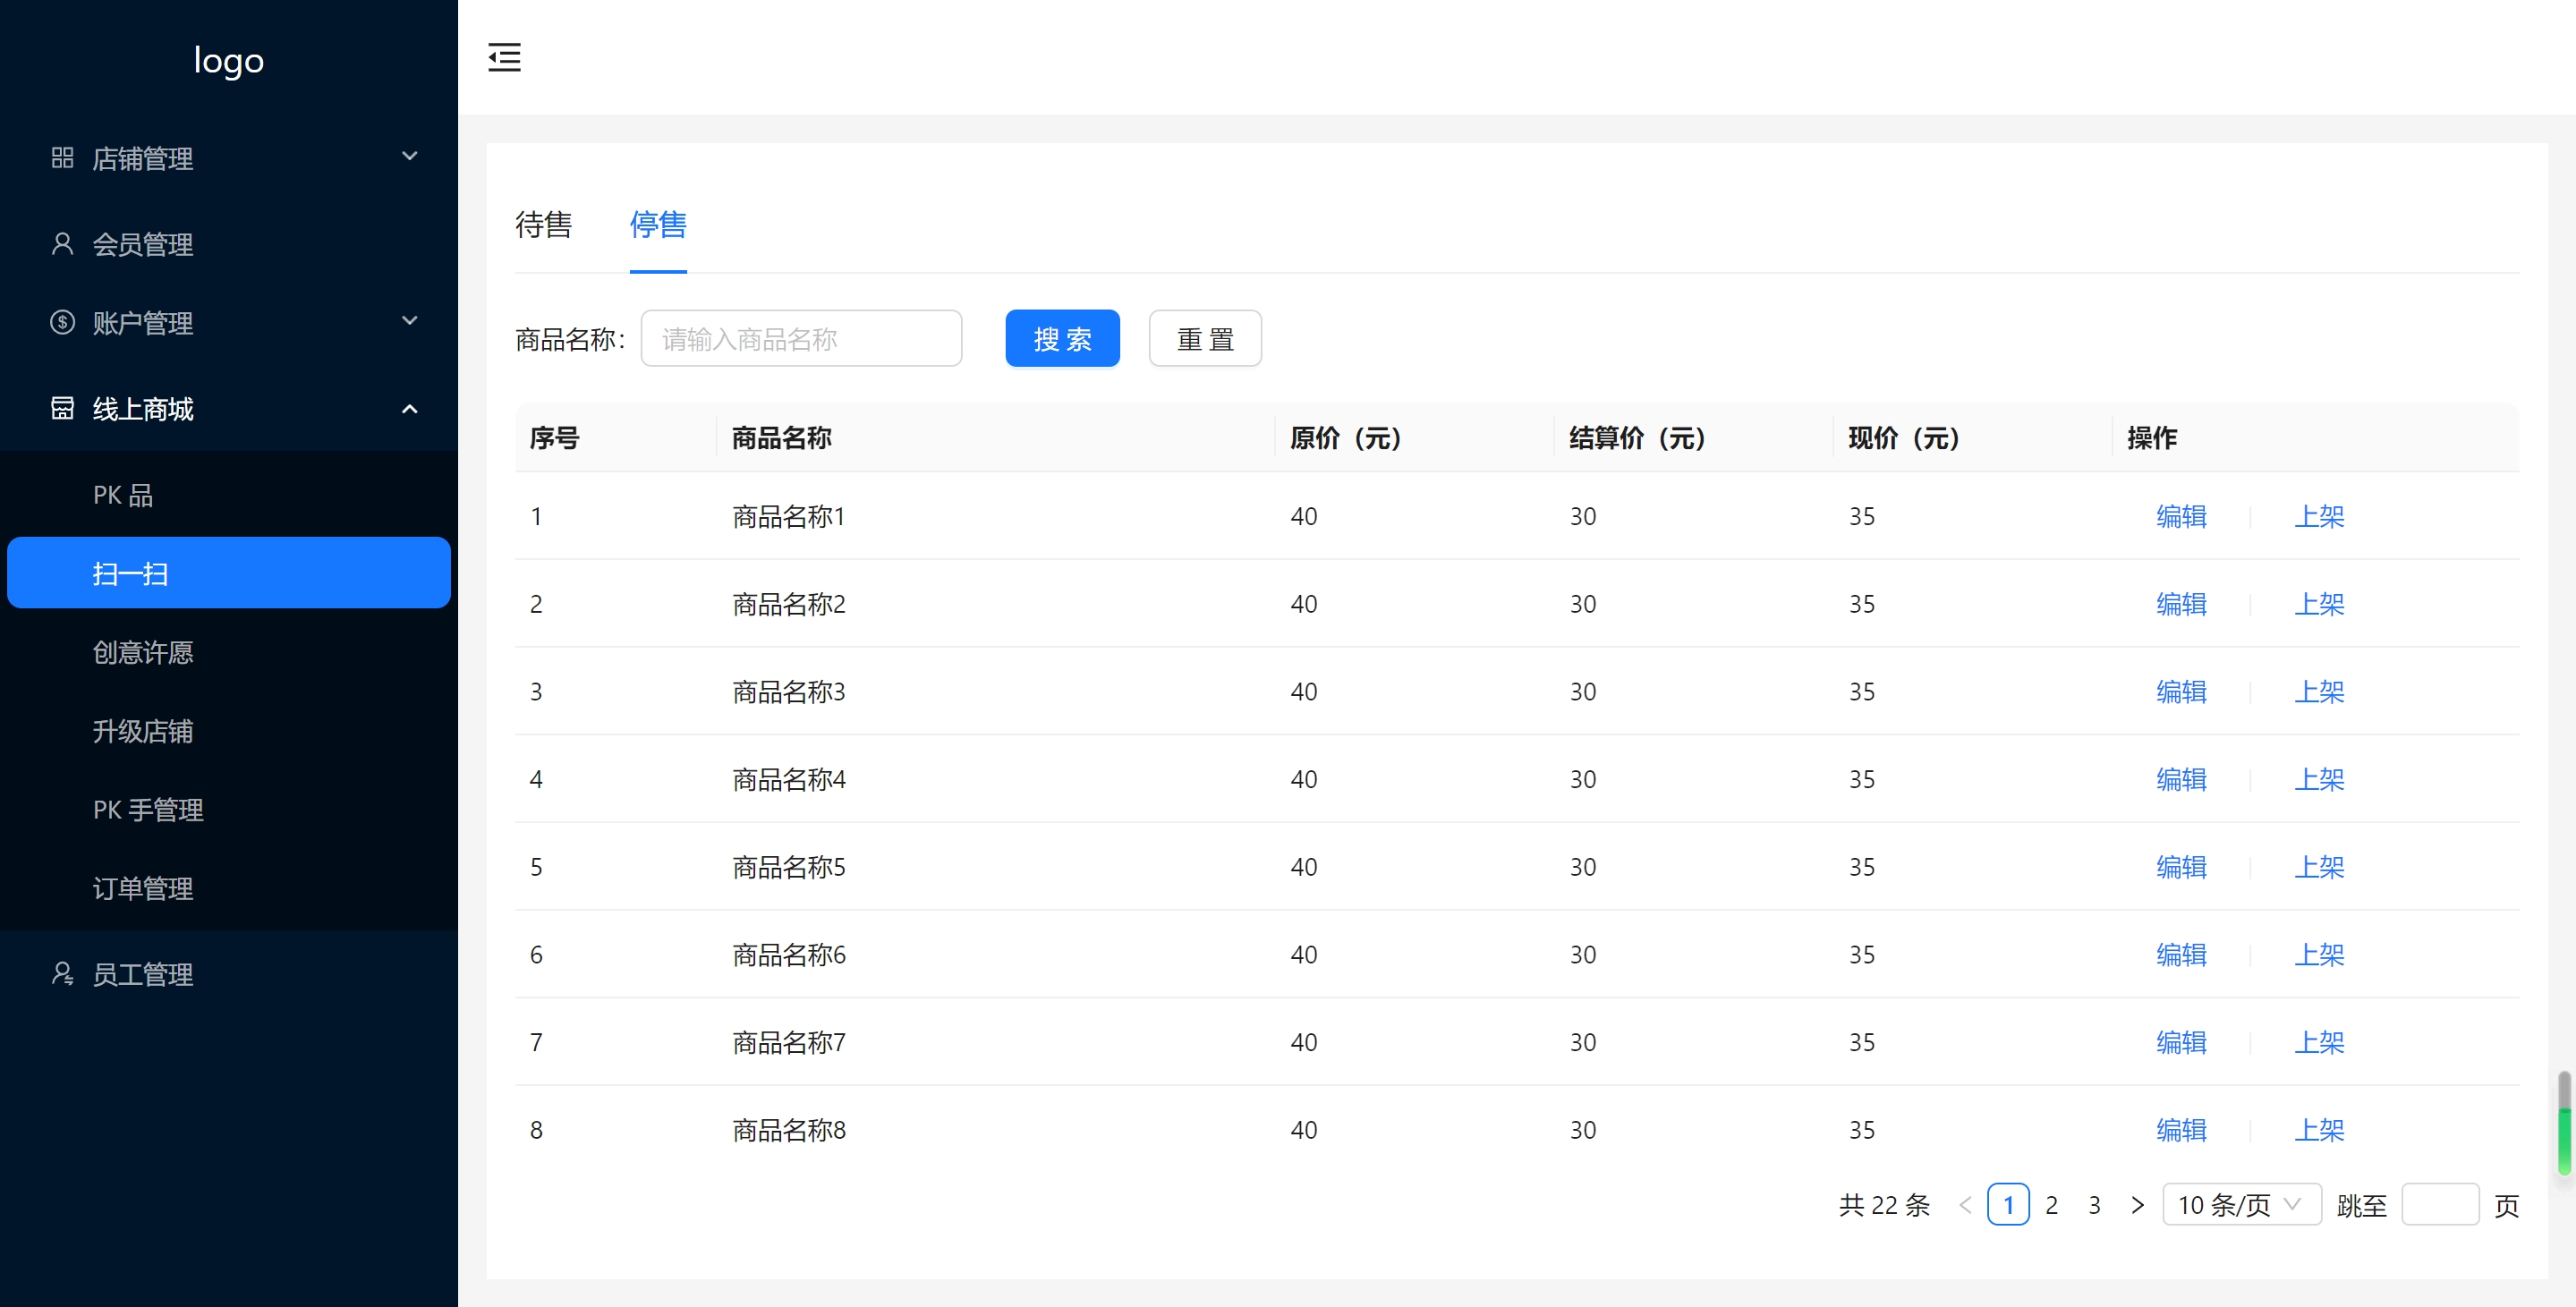 logo
店铺管理
会员管理
账户管理
线上商城
PK 品
扫一扫
创意许愿
升级店铺
PK 手管理
订单管理
员工管理
待售 停售
商品名称： 请输入商品名称 搜 索 重 置
序号 商品名称 原价（元） 结算价（元） 现价（元） 操作
1 商品名称1 40 30 35 编辑 上架
2 商品名称2 40 30 35 编辑 上架
3 商品名称3 40 30 35 编辑 上架
4 商品名称4 40 30 35 编辑 上架
5 商品名称5 40 30 35 编辑 上架
6 商品名称6 40 30 35 编辑 上架
7 商品名称7 40 30 35 编辑 上架
8 商品名称8 40 30 35 编辑 上架
共 22 条 < 1 2 3 > 10 条/页 跳至 页